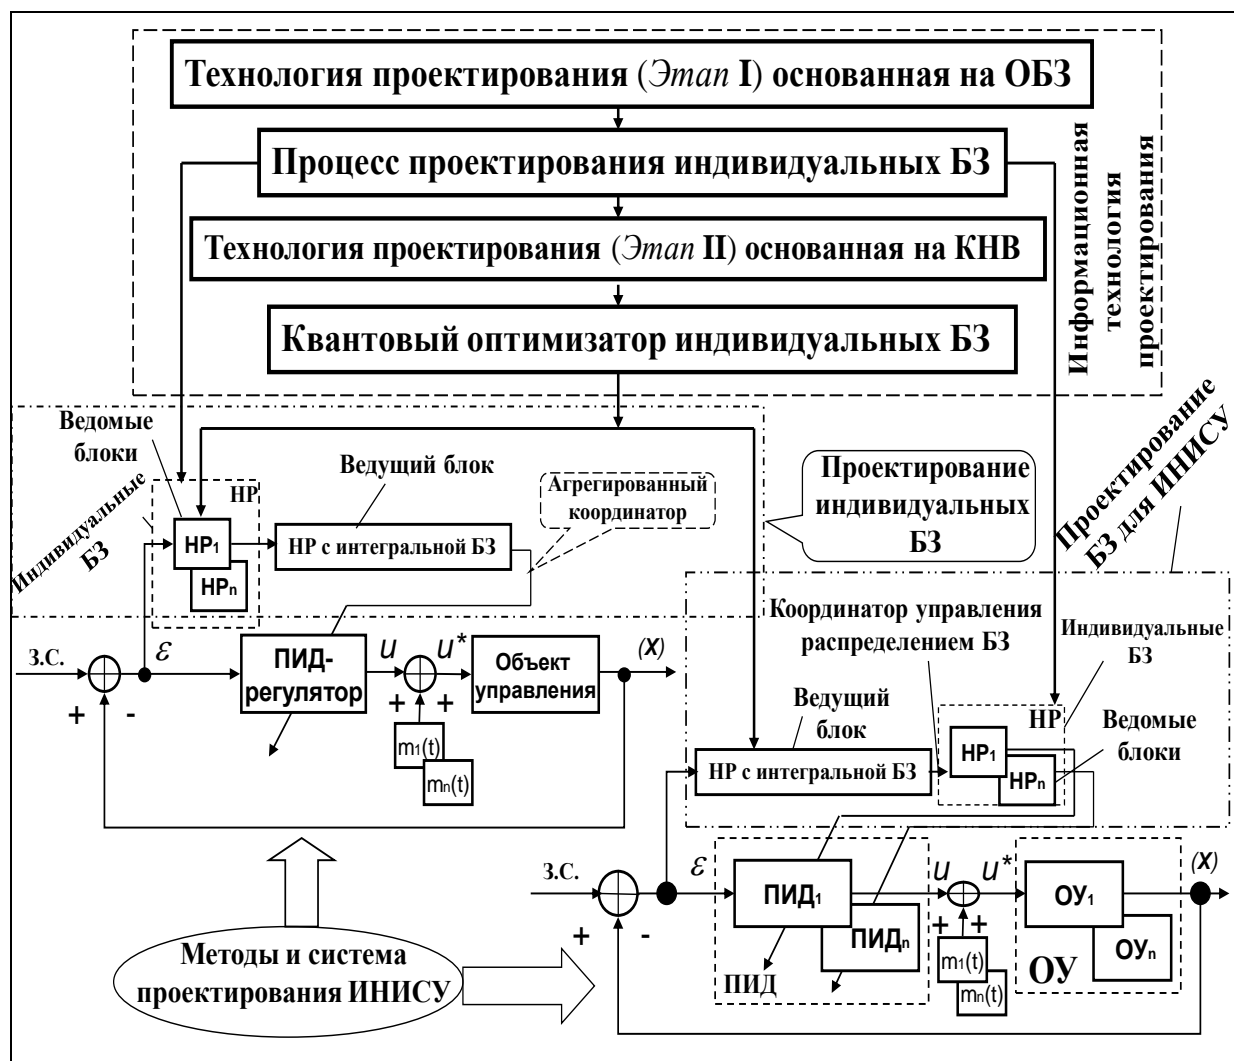 Технология проектирования (Этап I) основанная на ОБЗ
Процесс проектирования индивидуальных БЗ
Технология проектирования (Этап II) основанная на КНВ
Квантовый оптимизатор индивидуальных БЗ
Информационная
технология
проектирования
Ведомые
блоки
Индивидуальные
БЗ
НР
НР1
НРn
Ведущий блок
НР с интегральной БЗ
Агрегированный
координатор
Проектирование
индивидуальных
БЗ
Проектирование
БЗ для ИНИСУ
З.С.
+
-
ε
ПИД-
регулятор
u
u*
+
+
m1(t)
mn(t)
Объект
управления
(X)
Координатор управления
распределением БЗ
Индивидуальные
БЗ
Ведущий
блок
НР с интегральной БЗ
НР
НР1
НРn
Ведомые
блоки
З.С.
+
-
ε
ПИД1
ПИДn
ПИД
u
u*
+
+
m1(t)
mn(t)
ОУ1
ОУn
ОУ
(X)
Методы и система
проектирования ИНИСУ